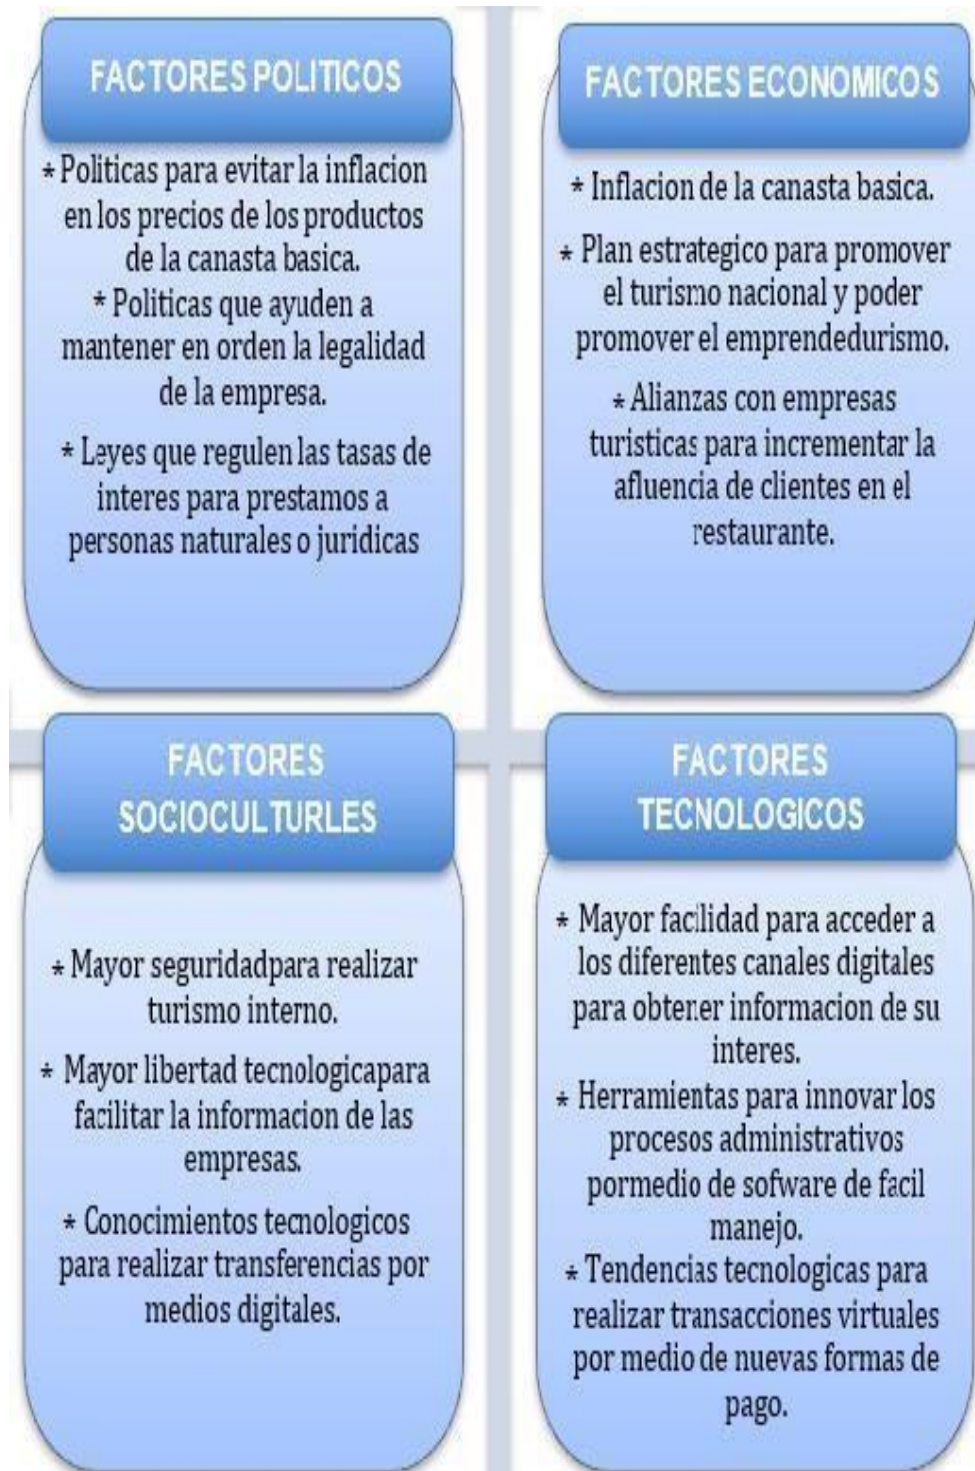 FACTORES POLITICOS
* Politicas para evitar la inflacion
en los precios de los productos
de la canasta basica.
* Politicas que ayuden a
mantener en orden la legalidad
de la empresa.
* Leyes que regulen las tasas de
interes para prestamos a
personas naturales o juridicas
FACTORES ECONOMICOS
* Inflacion de la canasta basica.
* Plan estrategico para promover
el turismo nacional y poder
promover el emprendedurismo.
* Alianzas con empresas
turisticas para incrementar la
afluencia de clientes en el
restaurante.
FACTORES
SOCIOCULTURLES
* Mayor seguridadpara realizar
turismo interno.
* Mayor libertad tecnologicapara
facilitar la informacion de las
empresas.
* Conocimientos tecnologicos
para realizar transferencias por
medios digitales.
FACTORES
TECNOLOGICOS
* Mayor facilidad para acceder a
los diferentes canales digitales
para obtener informacion de su
interes.
* Herramientas para innovar los
procesos administrativos
pormedio de sofware de facil
manejo.
* Tendencias tecnologicas para
realizar transacciones virtuales
por medio de nuevas formas de
pago.